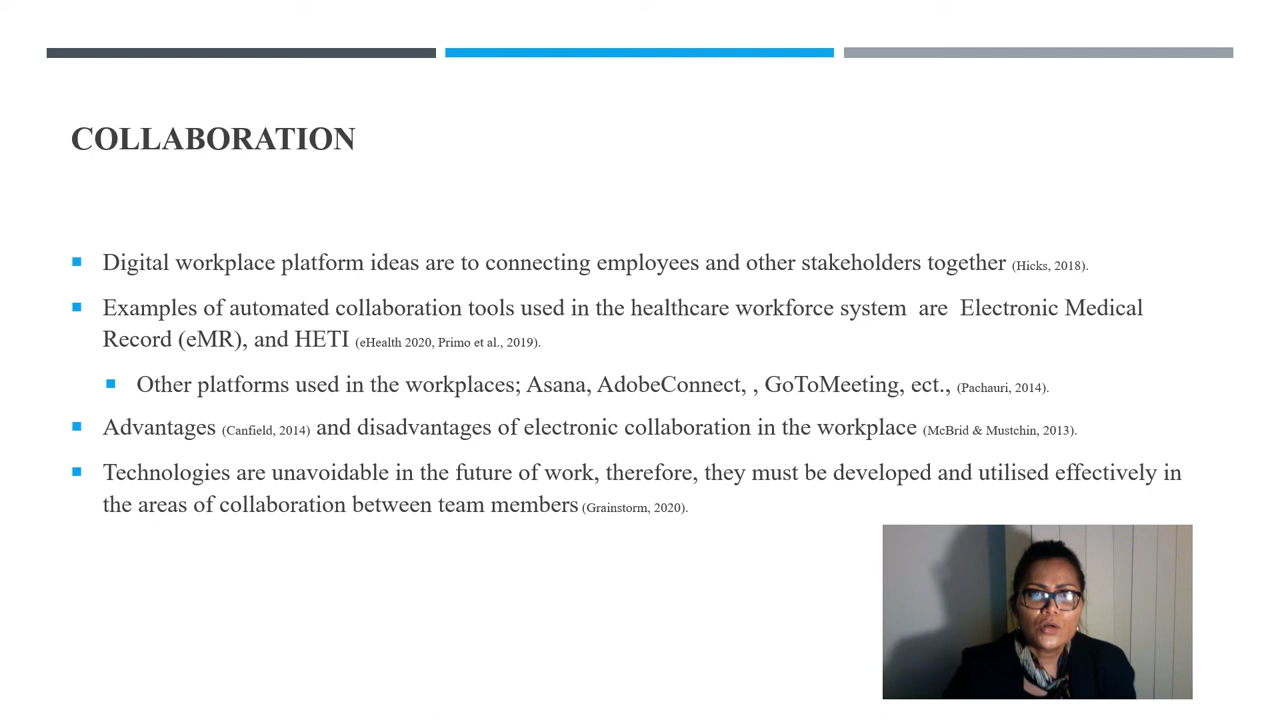 COLLABORATION
Digital workplace platform ideas are to connecting employees and other stakeholders together (Hicks, 2018).
Examples of automated collaboration tools used in the healthcare workforce system  are  Electronic Medical
Record (eMR), and HETI (eHealth 2020, Primo et al., 2019).
Other platforms used in the workplaces; Asana, AdobeConnect, , GoToMeeting, ect., (Pachauri, 2014).
Advantages (Canfield, 2014) and disadvantages of electronic collaboration in the workplace (McBrid & Mustchin, 2013).
Technologies are unavoidable in the future of work, therefore, they must be developed and utilised effectively in
the areas of collaboration between team members (Grainstorm, 2020).